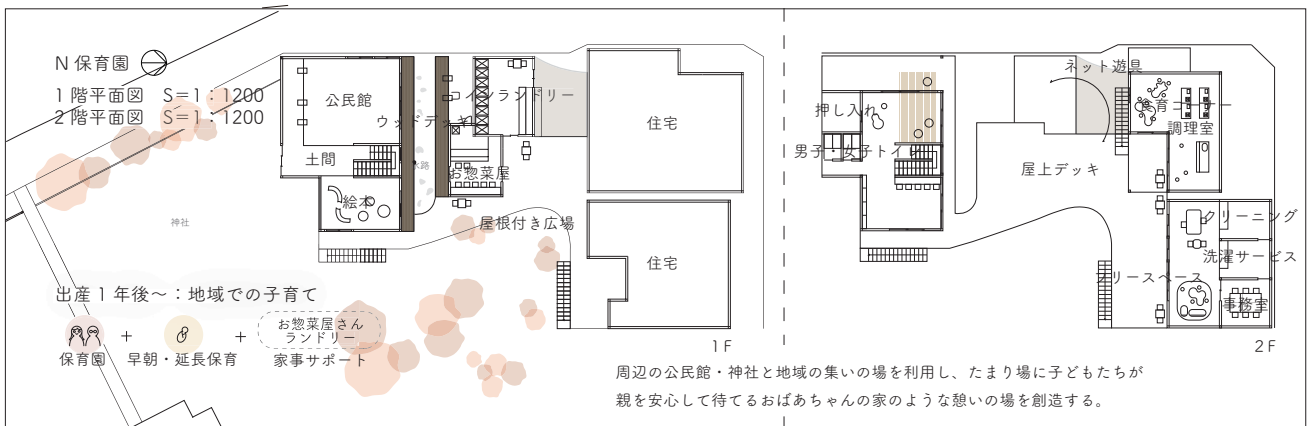 N 保育園
1階平面図 S=1:1200
2階平面図 S=1:1200
公民館
ウッドデッキ
コインランドリー
土間
水路
お惣菜屋
絵本
神社
屋根付き広場
住宅
住宅
1F
ネット遊具
押し入れ
食育コーナー
調理室
男子・女子トイレ
屋上デッキ
クリーニング
洗濯サービス
フリースペース
事務室
2F
出産1年後〜:地域での子育て
保育園
+
早朝・延長保育
+
お惣菜屋さん
ランドリー
家事サポート
周辺の公民館・神社と地域の集いの場を利用し、たまり場に子どもたちが
親を安心して待てるおばあちゃんの家のような憩いの場を創造する。